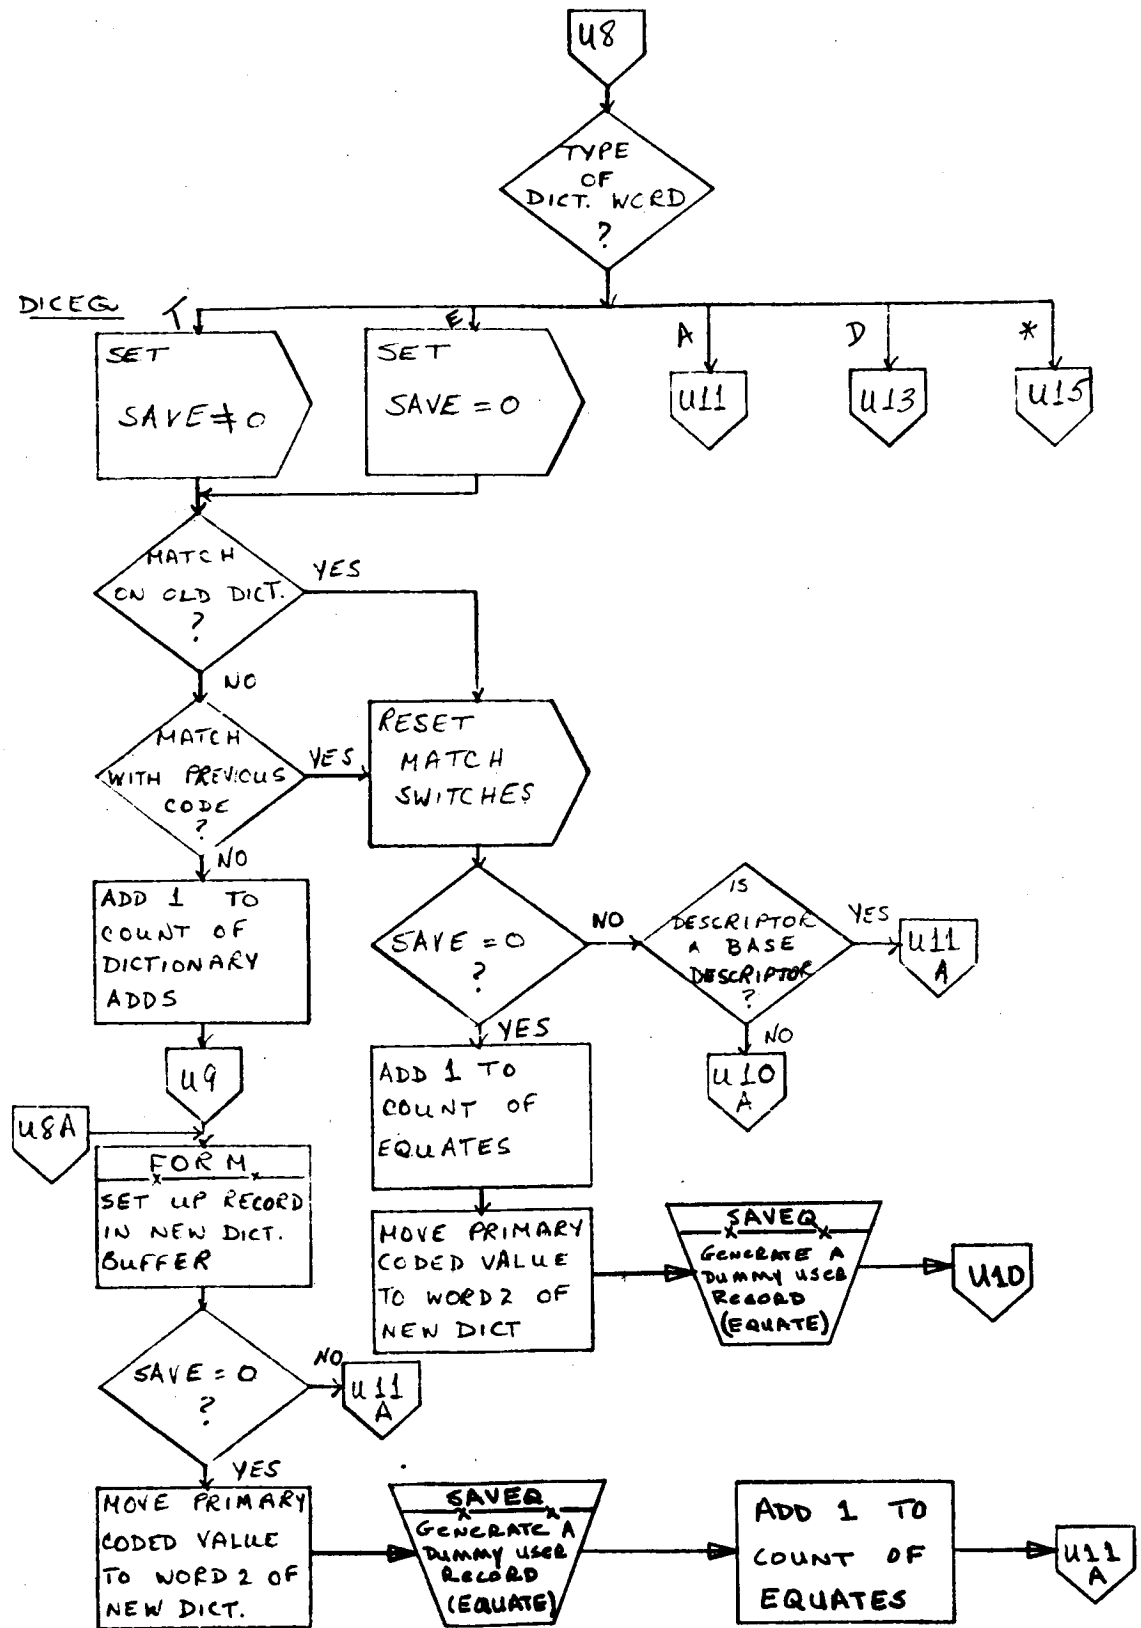 U8
TYPE
OF
DICT. WORD
?
DICEQ
T
E
A
D
*
SET
SAVE ≠ 0
SET
SAVE = 0
U11
U13
U15
MATCH
ON OLD DICT.
?
YES
NO
MATCH
WITH PREVIOUS
CODE
?
YES
NO
RESET
MATCH
SWITCHES
ADD 1 TO
COUNT OF
DICTIONARY
ADDS
SAVE = 0
?
NO
YES
IS
DESCRIPTOR
A BASE
DESCRIPTOR
?
YES
U11
A
NO
U10
A
U9
U8A
ADD 1 TO
COUNT OF
EQUATES
FORM
SET UP RECORD
IN NEW DICT.
BUFFER
MOVE PRIMARY
CODED VALUE
TO WORD 2 OF
NEW DICT
SAVEQ
GENERATE A
DUMMY USER
RECORD
(EQUATE)
U10
SAVE = 0
?
NO
U11
A
YES
MOVE PRIMARY
CODED VALUE
TO WORD 2 OF
NEW DICT.
SAVEQ
GENERATE A
DUMMY USER
RECORD
(EQUATE)
ADD 1 TO
COUNT OF
EQUATES
U11
A